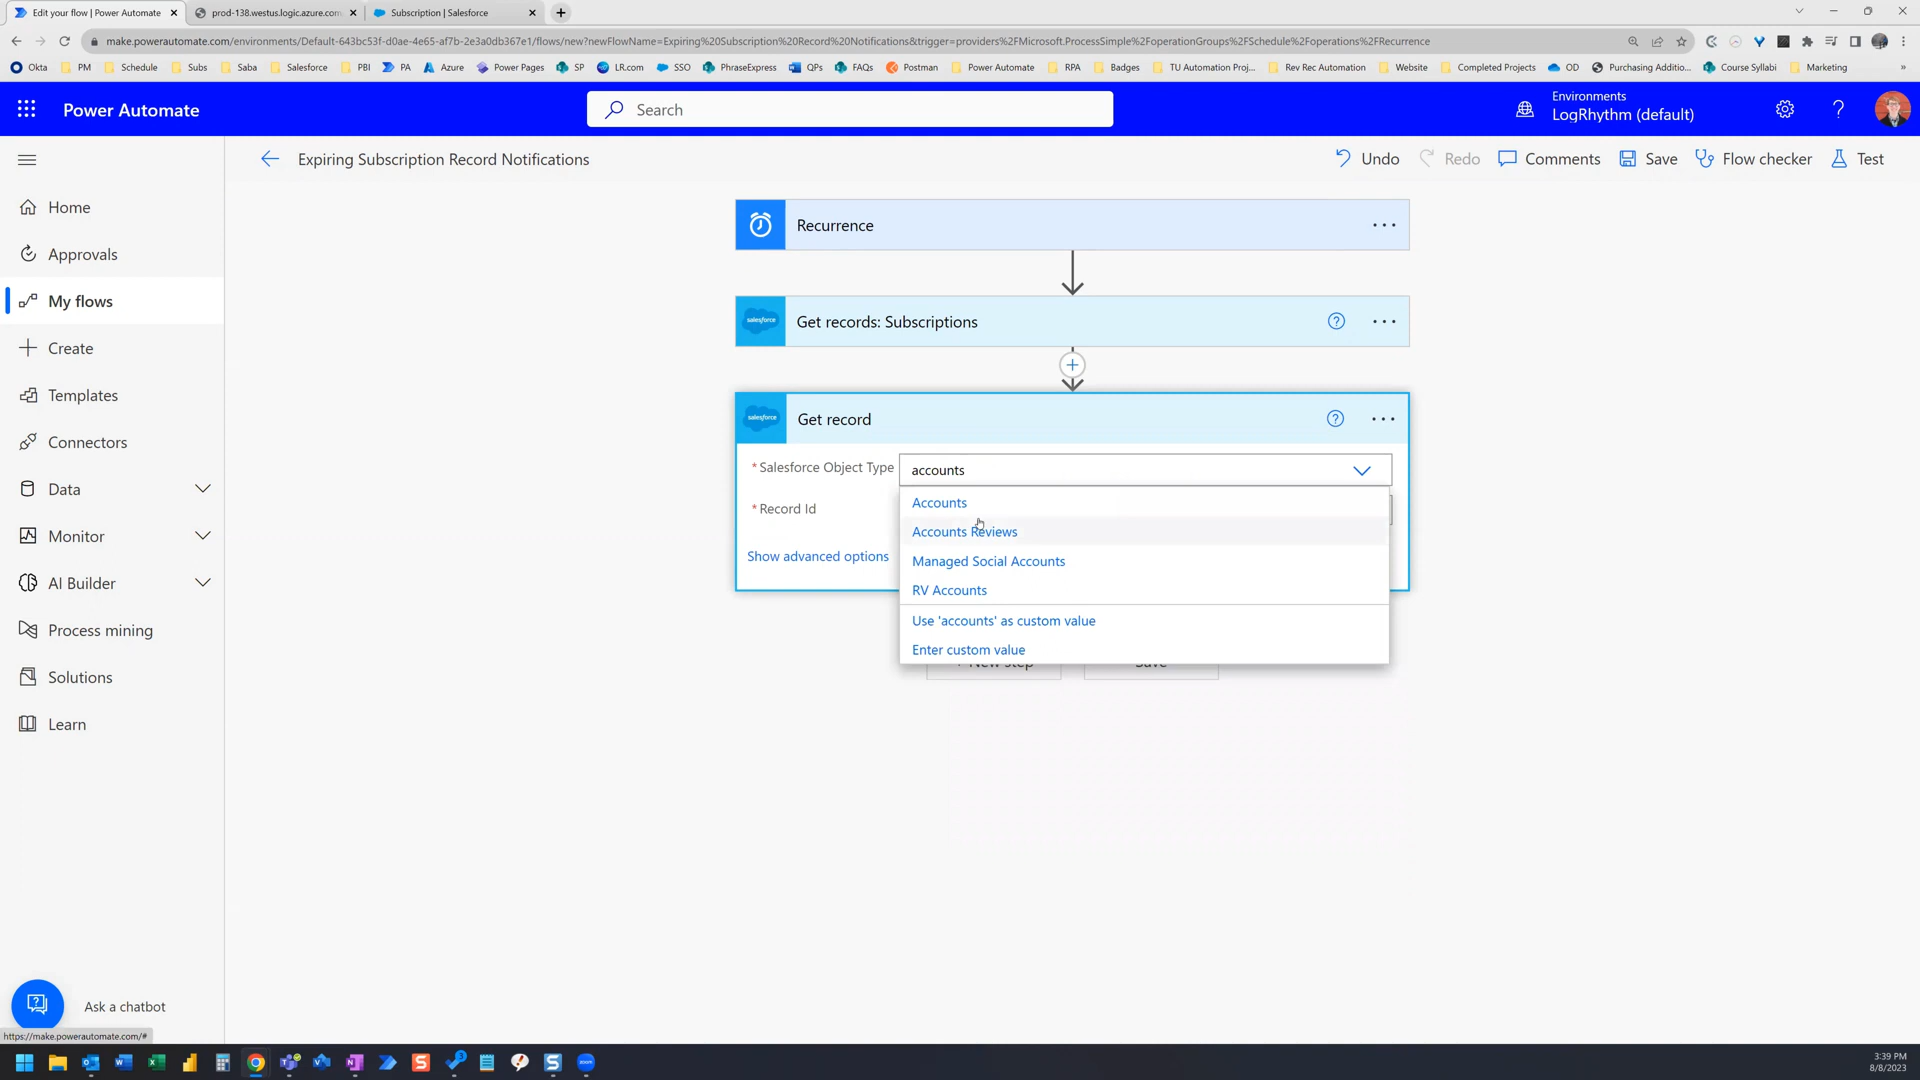 Edit your flow | Power Automate
prod-138.westus.logic.azure.com
Subscription | Salesforce
make.powerautomate.com/environments/Default-643bc53f-d0ae-4e65-af7b-2e3a0db367e1/flows/new?newFlowName=Expiring%20Subscription%20Record%20Notifications&trigger=providers%2FMicrosoft.ProcessSimple%2FoperationGroups%2FSchedule%2Foperations%2FRecurrence
Okta PM Schedule Subs Saba Salesforce PBI PA Azure Power Pages SP LR.com SSO PhraseExpress QPs FAQs Postman Power Automate RPA Badges TU Automation Proj... Rev Rec Automation Website Completed Projects OD Purchasing Additio... Course Syllabi Marketing »
Power Automate
Search
Environments
LogRhythm (default)
Expiring Subscription Record Notifications
Undo Redo Comments Save Flow checker Test
Home
Approvals
My flows
Create
Templates
Connectors
Data
Monitor
AI Builder
Process mining
Solutions
Learn
Ask a chatbot
Recurrence
salesforce
Get records: Subscriptions
salesforce
Get record
*Salesforce Object Type
accounts
*Record Id
Show advanced options
Accounts
Accounts Reviews
Managed Social Accounts
RV Accounts
Use 'accounts' as custom value
Enter custom value
+ New step
Save
https://make.powerautomate.com/#
3:39 PM
8/8/2023